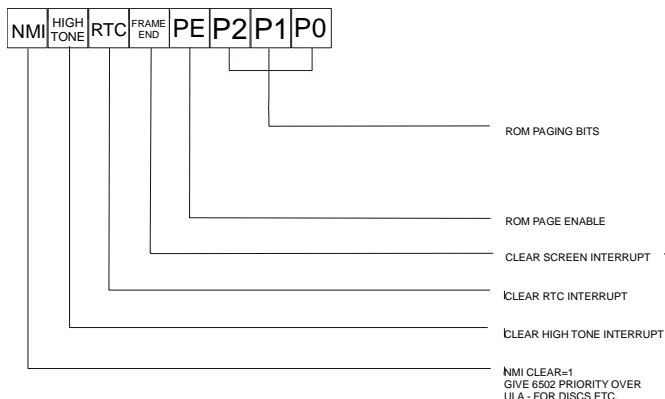 NMI HIGH TONE RTC FRAME END PE P2 P1 P0
ROM PAGING BITS
ROM PAGE ENABLE
CLEAR SCREEN INTERRUPT
CLEAR RTC INTERRUPT
CLEAR HIGH TONE INTERRUPT
NMI CLEAR=1
GIVE 6502 PRIORITY OVER
ULA - FOR DISCS ETC.